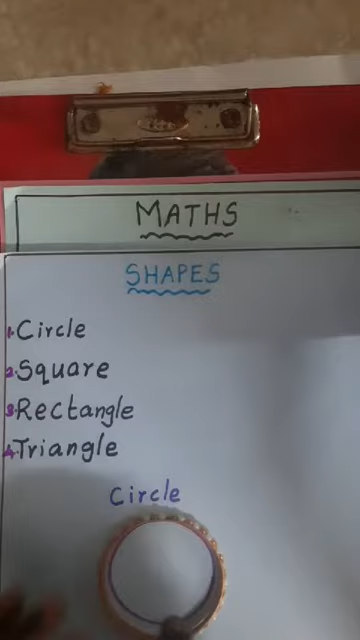 MATHS
SHAPES
1. Circle
2. Square
3. Rectangle
4. Triangle
Circle